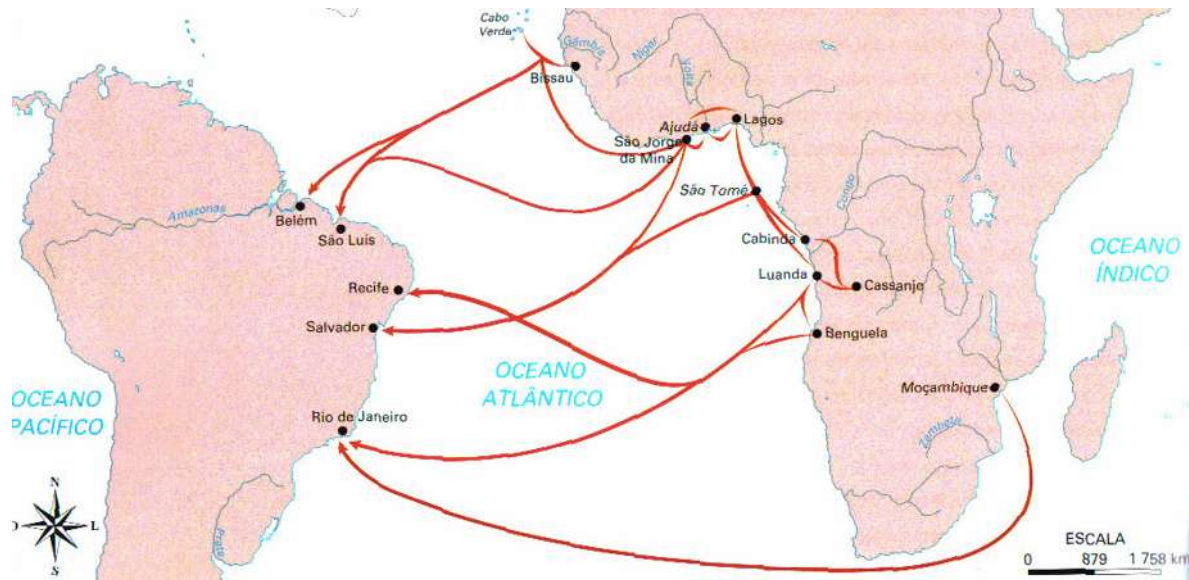 Cabo
Verde
Gâmbia
Bissau
Níger
Volta
Ajudá
Lagos
São Jorge
da Mina
São Tomé
Congo
Amazonas
Belém
São Luís
Cabinda
Luanda
Cassanje
OCEANO
ÍNDICO
Recife
Salvador
Benguela
OCEANO
ATLÂNTICO
Moçambique
OCEANO
PACÍFICO
Rio de Janeiro
Zambeze
Prata
N
O
L
S
ESCALA
0 879 1 758 km